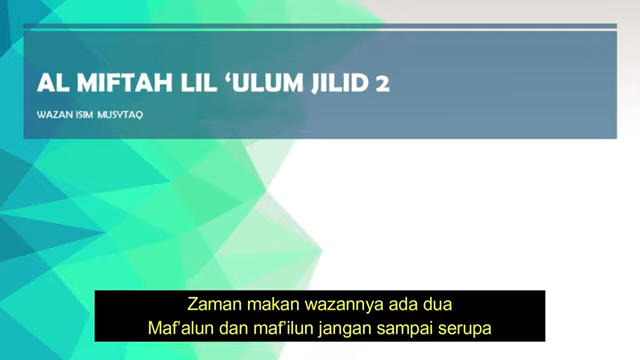 AL MIFTAH LIL ‘ULUM JILID 2
WAZAN ISIM MUSYTAQ
Zaman makan wazannya ada dua
Maf’alun dan maf’ilun jangan sampai serupa